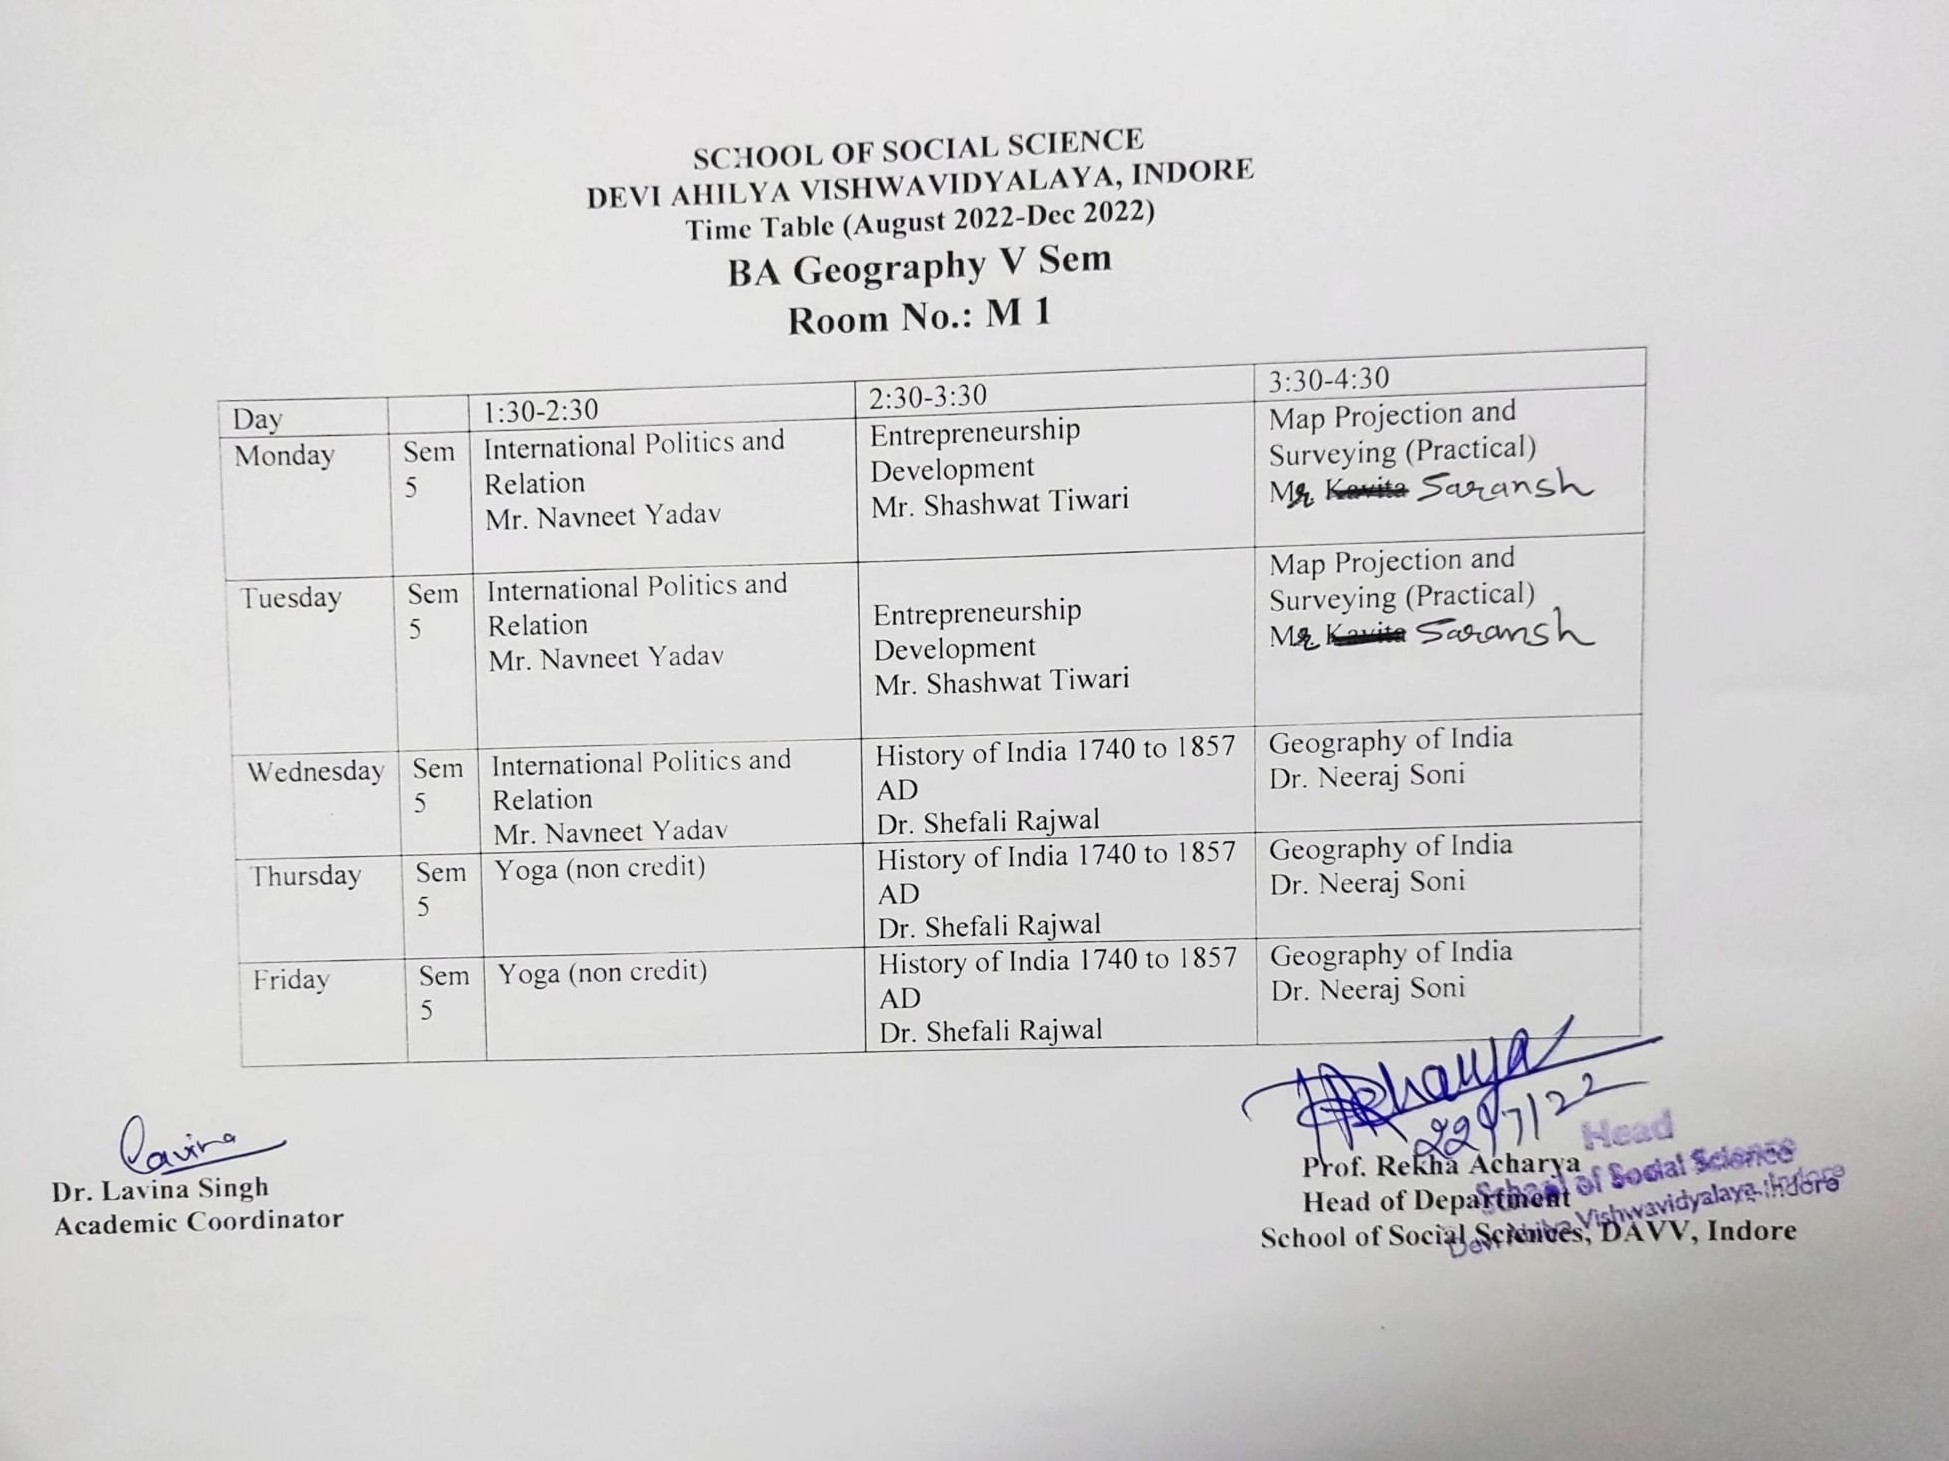 SCHOOL OF SOCIAL SCIENCE
DEVI AHILYA VISHWAVIDYALAYA, INDORE
Time Table (August 2022-Dec 2022)
BA Geography V Sem
Room No.: M 1
Day 1:30-2:30 2:30-3:30 3:30-4:30
Monday
Sem
5
International Politics and
Relation
Mr. Navneet Yadav
Entrepreneurship
Development
Mr. Shashwat Tiwari
Map Projection and
Surveying (Practical)
Mr. Kavita Saransh
Tuesday
Sem
5
International Politics and
Relation
Mr. Navneet Yadav
Entrepreneurship
Development
Mr. Shashwat Tiwari
Map Projection and
Surveying (Practical)
Mr Kavita Saransh
Wednesday
Sem
5
International Politics and
Relation
Mr. Navneet Yadav
History of India 1740 to 1857
AD
Dr. Shefali Rajwal
Geography of India
Dr. Neeraj Soni
Thursday
Sem
5
Yoga (non credit)
History of India 1740 to 1857
AD
Dr. Shefali Rajwal
Geography of India
Dr. Neeraj Soni
Friday
Sem
5
Yoga (non credit)
History of India 1740 to 1857
AD
Dr. Shefali Rajwal
Geography of India
Dr. Neeraj Soni
Lavina
Dr. Lavina Singh
Academic Coordinator
RAcharya
22/7/22
Prof. Rekha Acharya
Head of Department
School of Social Sciences, DAVV, Indore
Head
School of Social Science
Devi Ahilya Vishwavidyalaya, Indore